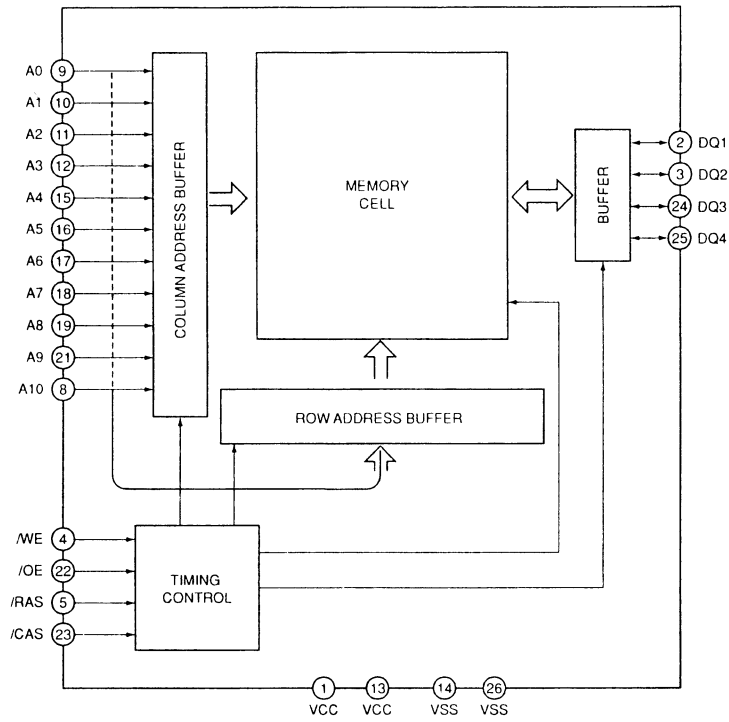 A0 9
A1 10
A2 11
A3 12
A4 15
A5 16
A6 17
A7 18
A8 19
A9 21
A10 8
COLUMN ADDRESS BUFFER
MEMORY
CELL
BUFFER
2 DQ1
3 DQ2
24 DQ3
25 DQ4
ROW ADDRESS BUFFER
/WE 4
/OE 22
/RAS 5
/CAS 23
TIMING
CONTROL
1 13 14 26
VCC VCC VSS VSS